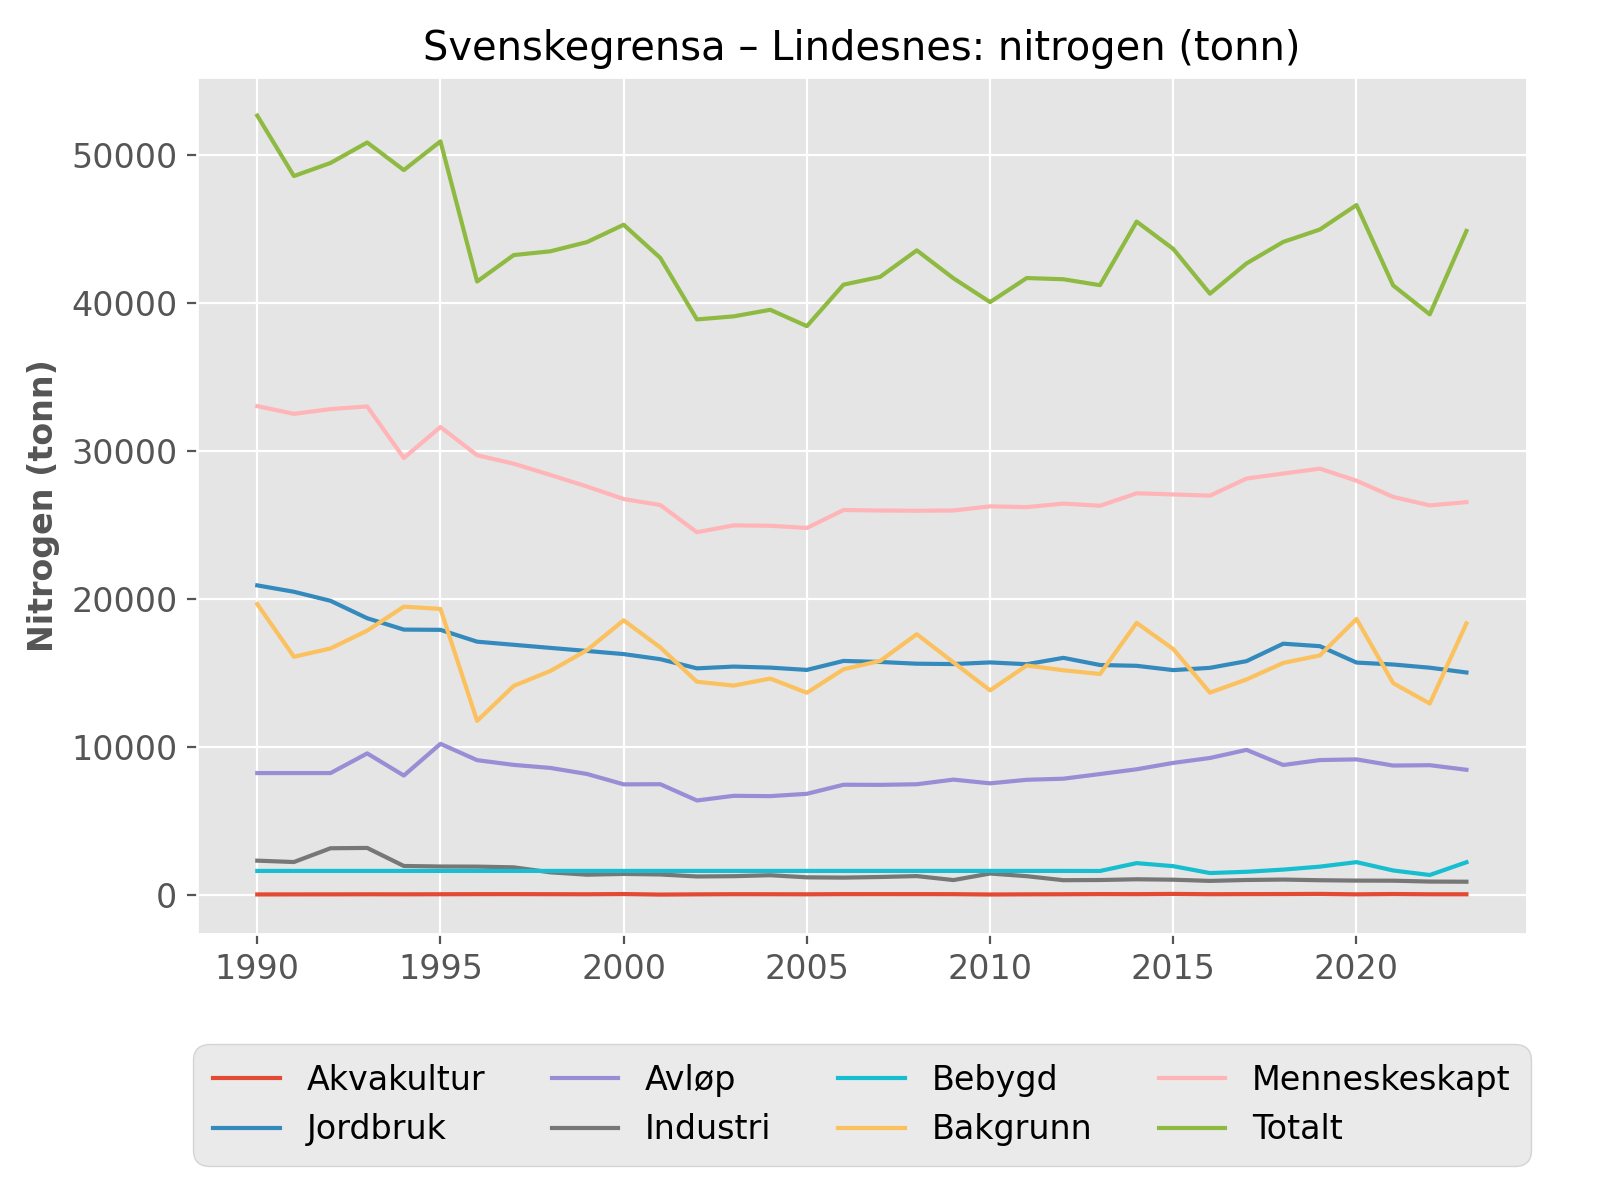 Svenskegrensa – Lindesnes: nitrogen (tonn)
Nitrogen (tonn)
50000
40000
30000
20000
10000
0
1990 1995 2000 2005 2010 2015 2020
Akvakultur Avløp Bebygd Menneskeskapt
Jordbruk Industri Bakgrunn Totalt